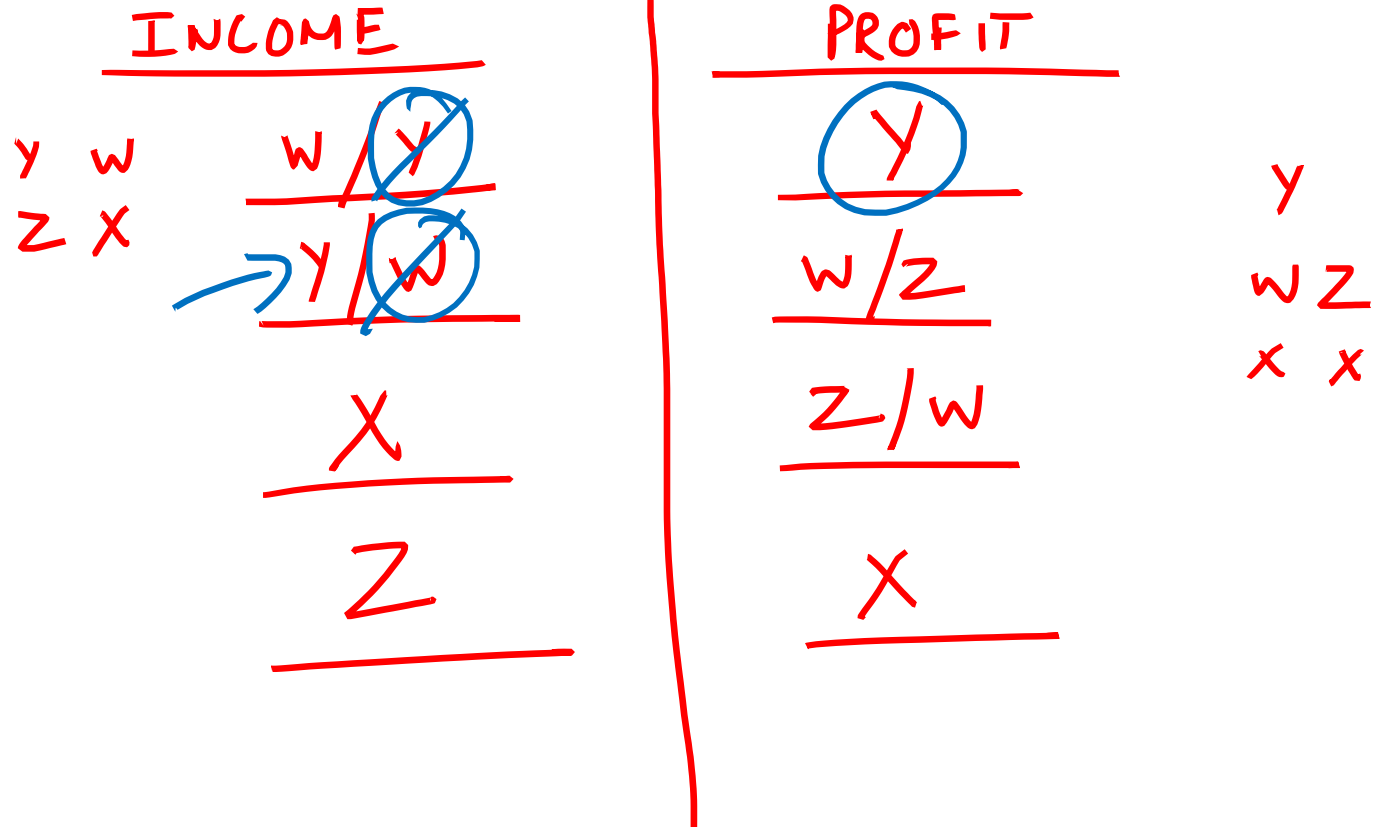 INCOME PROFIT
Y W
Z X
W / Y
Y / W
X
Z
Y
W / Z
Z / W
X
Y
W Z
X X